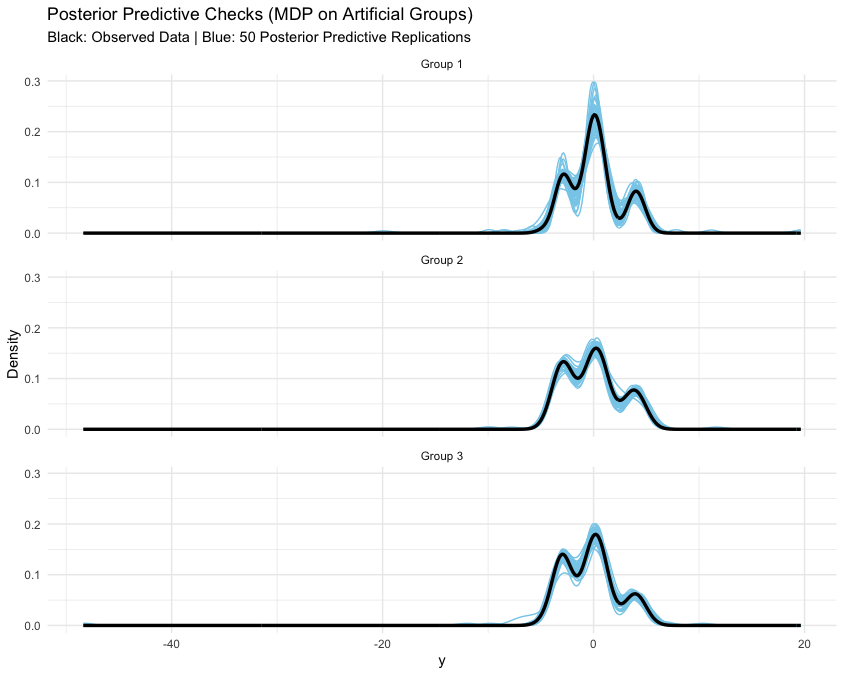 Posterior Predictive Checks (MDP on Artificial Groups)
Black: Observed Data | Blue: 50 Posterior Predictive Replications
Group 1
0.3
0.2
0.1
0.0
Group 2
0.3
0.2
0.1
0.0
Density
Group 3
0.3
0.2
0.1
0.0
-40 -20 0 20
y